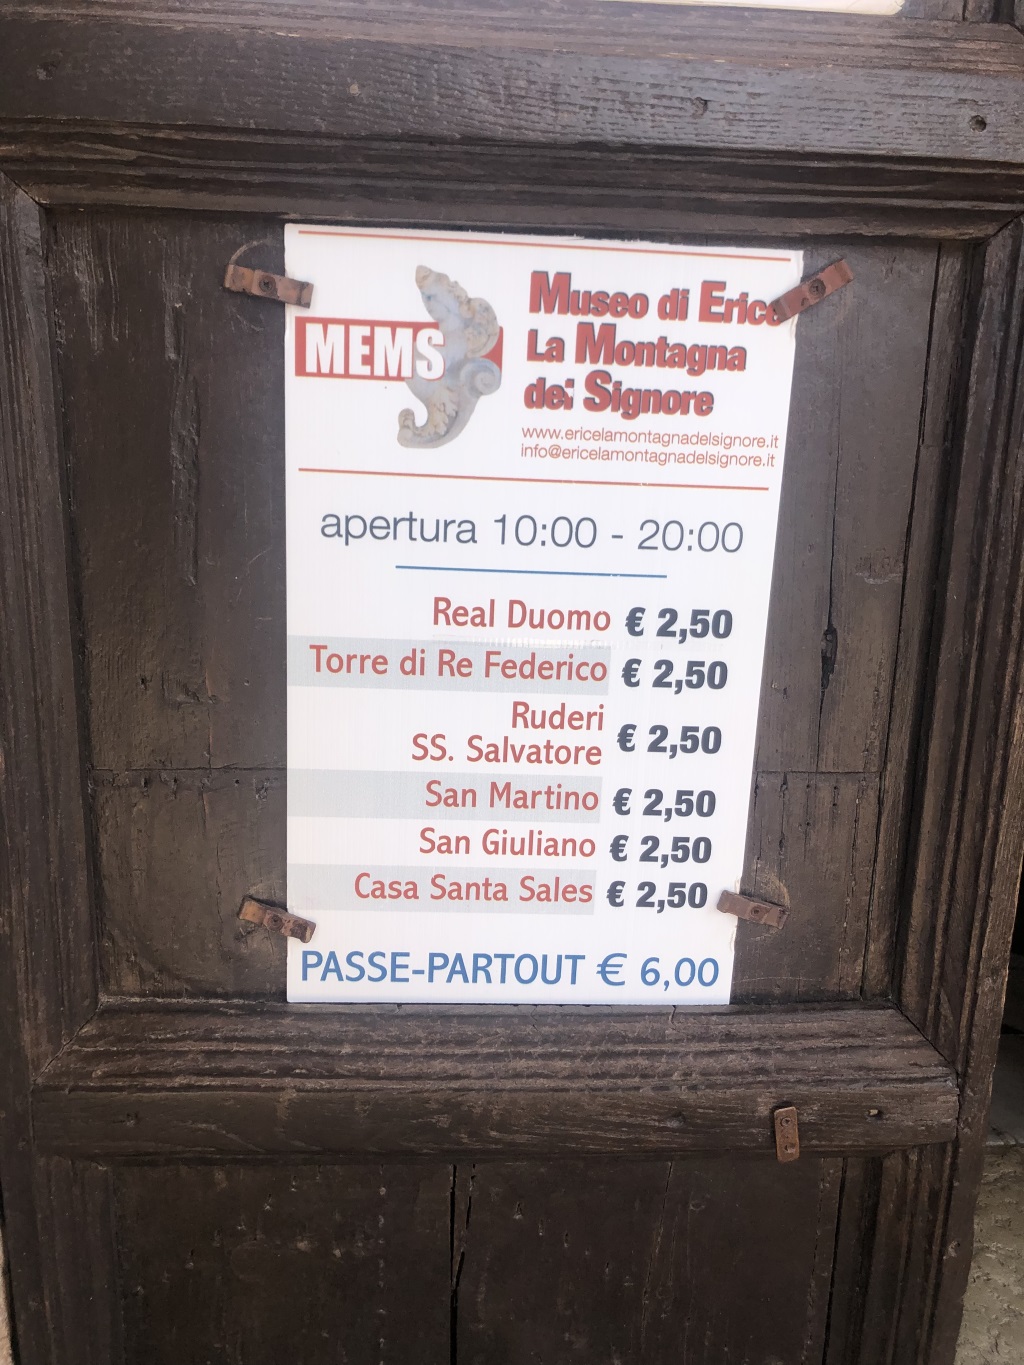 MEMS
Museo di Erice
La Montagna
del Signore
www.ericelamontagnadelsignore.it
info@ericelamontagnadelsignore.it
apertura 10:00 - 20:00
Real Duomo € 2,50
Torre di Re Federico € 2,50
Ruderi
SS. Salvatore € 2,50
San Martino € 2,50
San Giuliano € 2,50
Casa Santa Sales € 2,50
PASSE-PARTOUT € 6,00